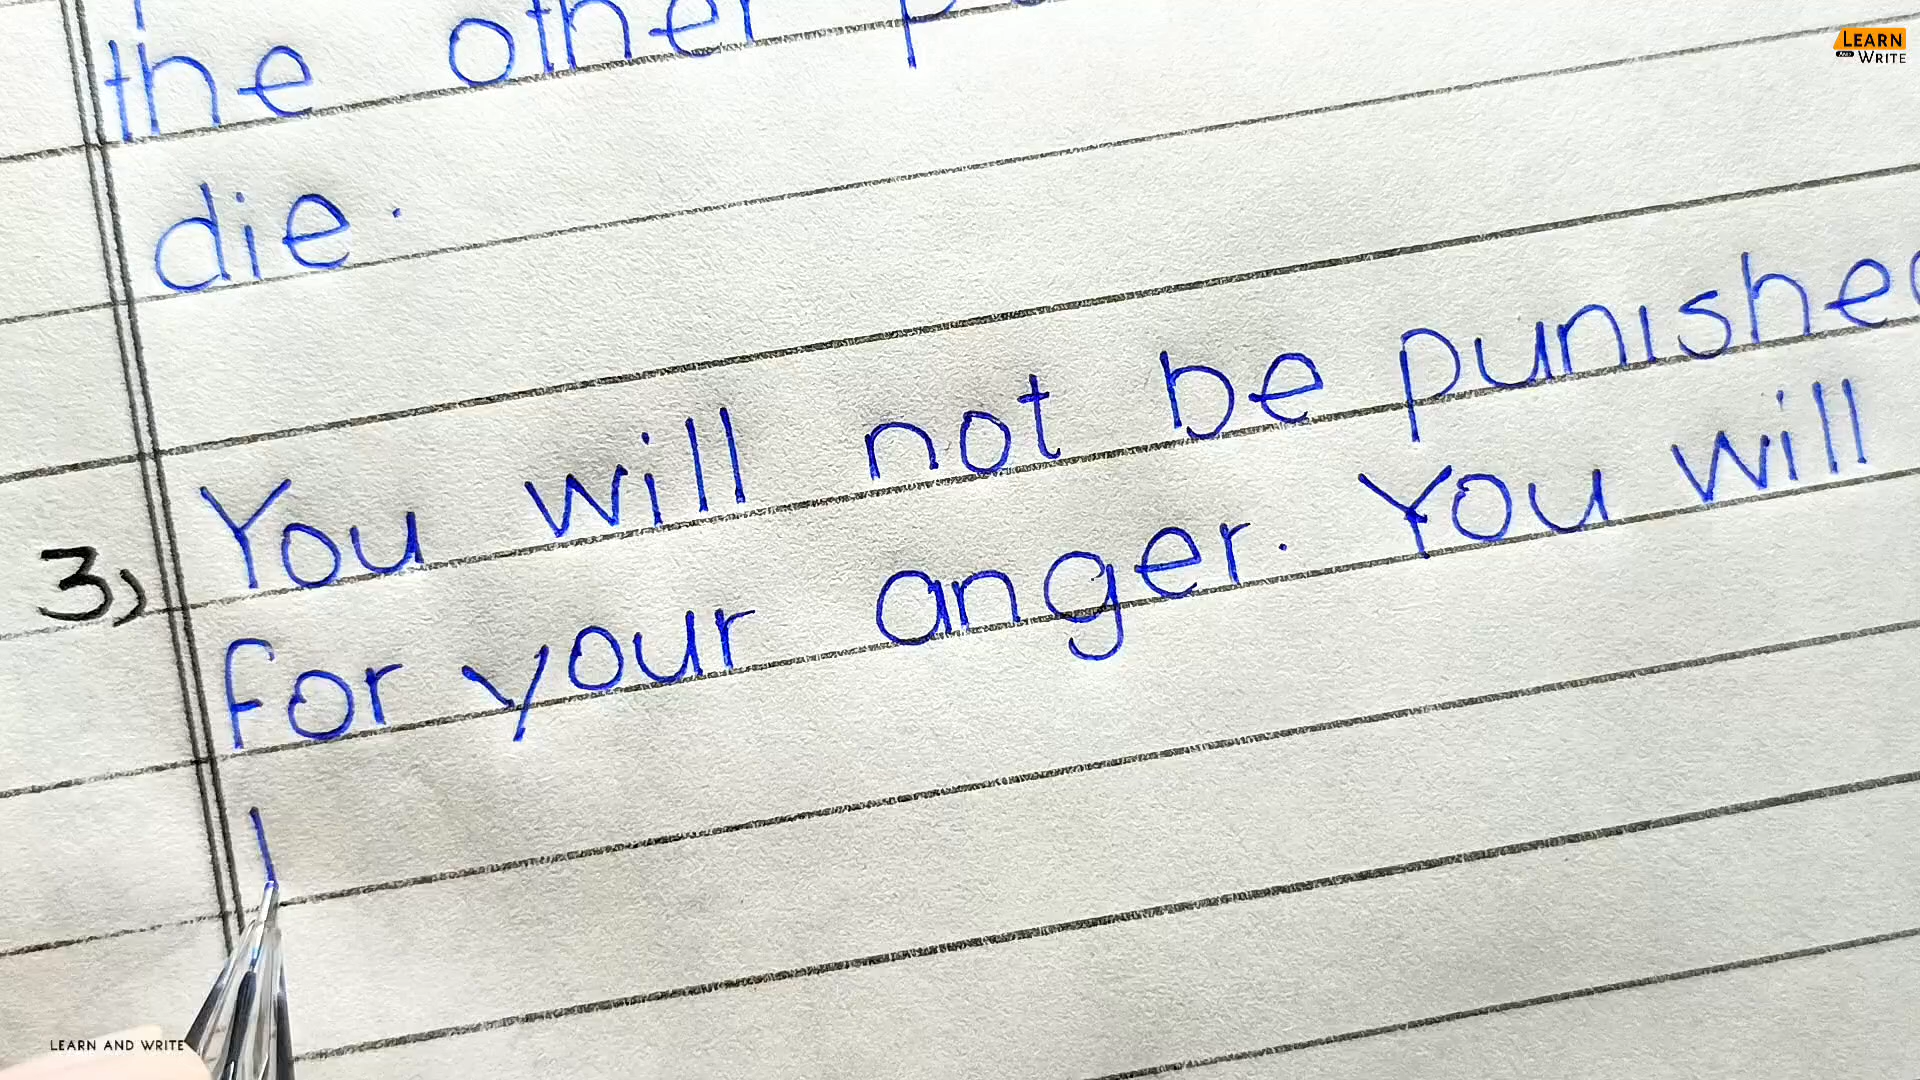 the other
LEARN
AND WRITE
die.
You will not be punished
3)
for your anger. You will
LEARN AND WRITE